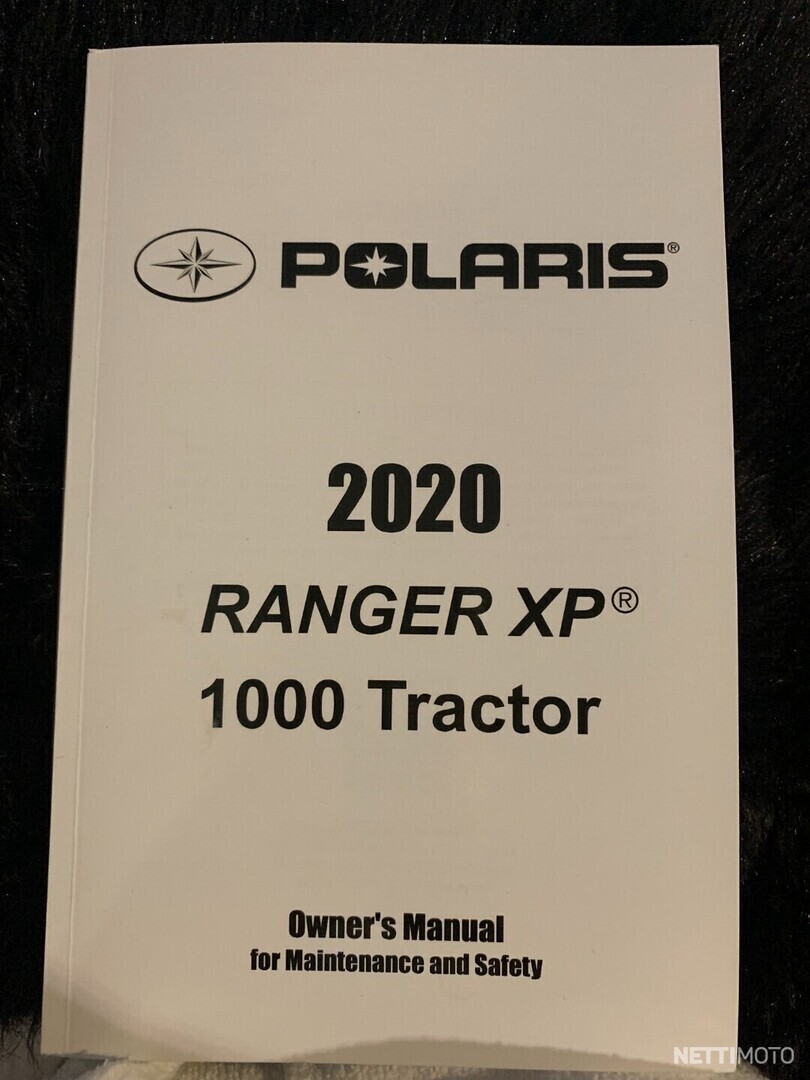 POLARIS®
2020
RANGER XP®
1000 Tractor
Owner's Manual
for Maintenance and Safety
NETTIMOTO